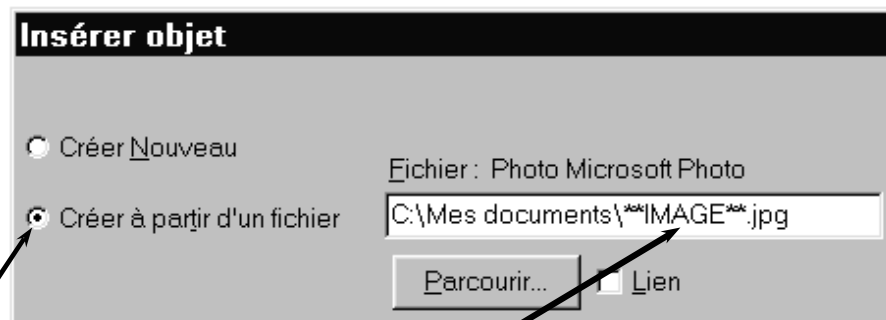 Insérer objet
Créer Nouveau
Fichier : Photo Microsoft Photo
Créer à partir d'un fichier
C:\Mes documents\**IMAGE**.jpg
Parcourir...
Lien